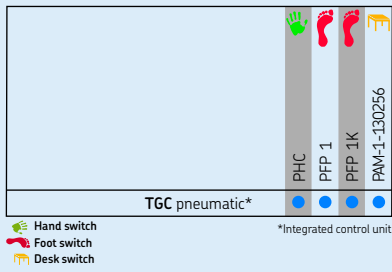 PHC
PFP 1
PFP 1K
PAM-1-130256
TGC pneumatic*
Hand switch
*Integrated control unit
Foot switch
Desk switch